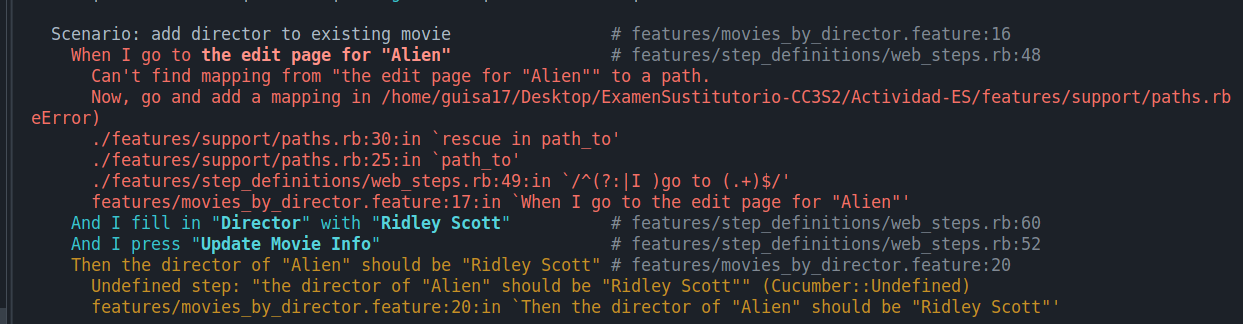 Scenario: add director to existing movie # features/movies_by_director.feature:16
When I go to the edit page for "Alien" # features/step_definitions/web_steps.rb:48
Can't find mapping from "the edit page for "Alien"" to a path.
Now, go and add a mapping in /home/guisa17/Desktop/ExamenSustitutorio-CC3S2/Actividad-ES/features/support/paths.rb
eError)
./features/support/paths.rb:30:in `rescue in path_to'
./features/support/paths.rb:25:in `path_to'
./features/step_definitions/web_steps.rb:49:in `/^(?:|I )go to (.+)$/'
features/movies_by_director.feature:17:in `When I go to the edit page for "Alien"'
And I fill in "Director" with "Ridley Scott" # features/step_definitions/web_steps.rb:60
And I press "Update Movie Info" # features/step_definitions/web_steps.rb:52
Then the director of "Alien" should be "Ridley Scott" # features/movies_by_director.feature:20
Undefined step: "the director of "Alien" should be "Ridley Scott"" (Cucumber::Undefined)
features/movies_by_director.feature:20:in `Then the director of "Alien" should be "Ridley Scott"'